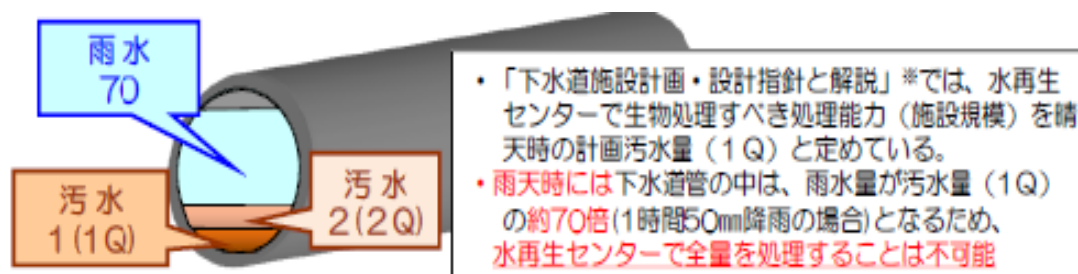 雨水
70
汚水
1(1Q)
汚水
2(2Q)
・「下水道施設計画・設計指針と解説」※では、水再生
センターで生物処理すべき処理能力（施設規模）を晴
天時の計画汚水量（１Ｑ）と定めている。
・雨天時には下水道管の中は、雨水量が汚水量（1Q）
の約70倍(1時間50㎜降雨の場合)となるため、
水再生センターで全量を処理することは不可能